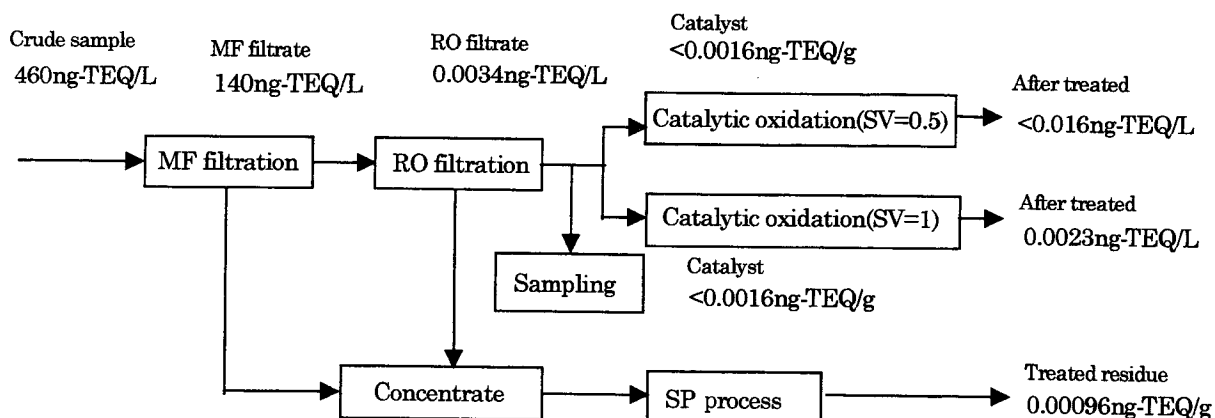 Crude sample
460ng-TEQ/L
MF filtrate
140ng-TEQ/L
RO filtrate
0.0034ng-TEQ/L
Catalyst
<0.0016ng-TEQ/g
MF filtration
RO filtration
Catalytic oxidation(SV=0.5)
After treated
<0.016ng-TEQ/L
Catalytic oxidation(SV=1)
After treated
0.0023ng-TEQ/L
Sampling
Catalyst
<0.0016ng-TEQ/g
Concentrate
SP process
Treated residue
0.00096ng-TEQ/g